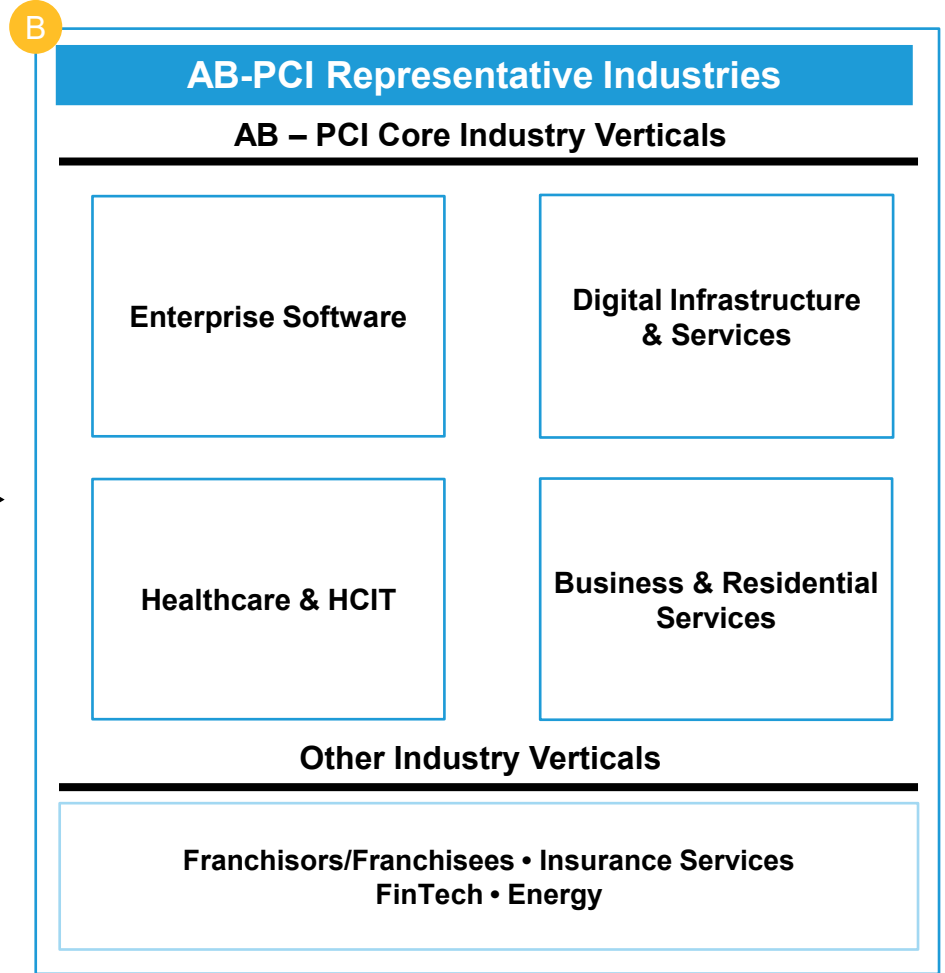 B
AB-PCI Representative Industries
AB – PCI Core Industry Verticals
Enterprise Software
Digital Infrastructure
& Services
Healthcare & HCIT
Business & Residential
Services
Other Industry Verticals
Franchisors/Franchisees • Insurance Services
FinTech • Energy